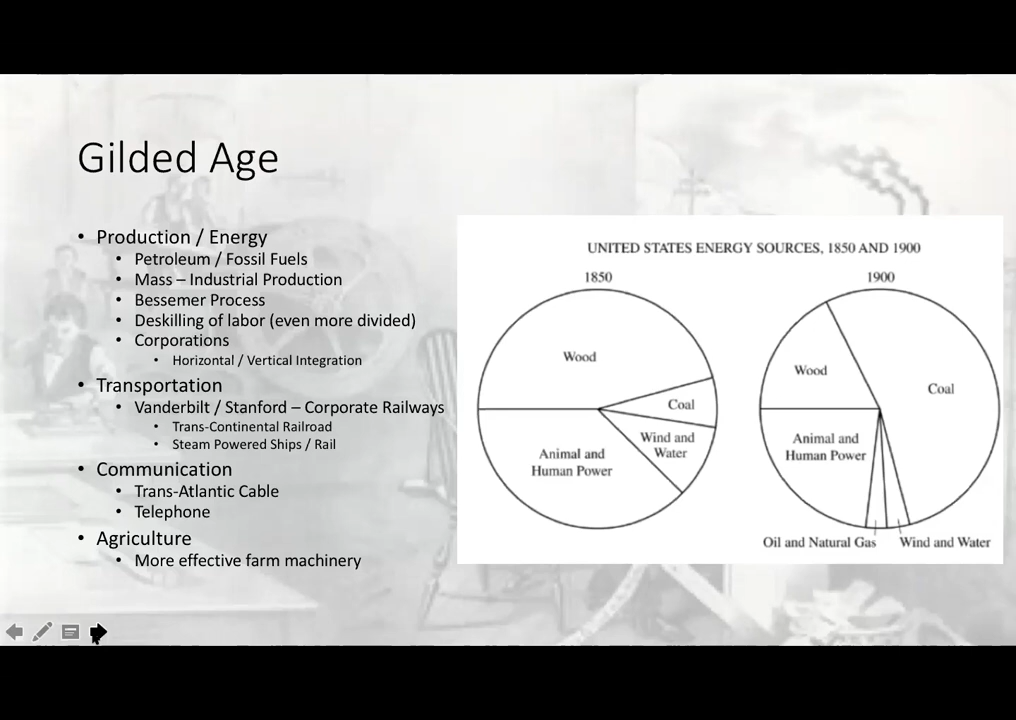 Gilded Age
• Production / Energy
• Petroleum / Fossil Fuels
• Mass – Industrial Production
• Bessemer Process
• Deskilling of labor (even more divided)
• Corporations
• Horizontal / Vertical Integration
• Transportation
• Vanderbilt / Stanford – Corporate Railways
• Trans-Continental Railroad
• Steam Powered Ships / Rail
• Communication
• Trans-Atlantic Cable
• Telephone
• Agriculture
• More effective farm machinery
UNITED STATES ENERGY SOURCES, 1850 AND 1900
1850
Wood
Coal
Wind and
Water
Animal and
Human Power
1900
Wood
Coal
Animal and
Human Power
Oil and Natural Gas
Wind and Water